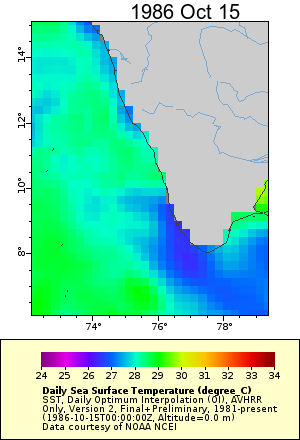 1986 Oct 15
14°
12°
10°
8°
74°
76°
78°
24 25 26 27 28 29 30 31 32 33 34
Daily Sea Surface Temperature (degree_C)
SST, Daily Optimum Interpolation (OI), AVHRR
Only, Version 2, Final+Preliminary, 1981-present
(1986-10-15T00:00:00Z, Altitude=0.0 m)
Data courtesy of NOAA NCEI